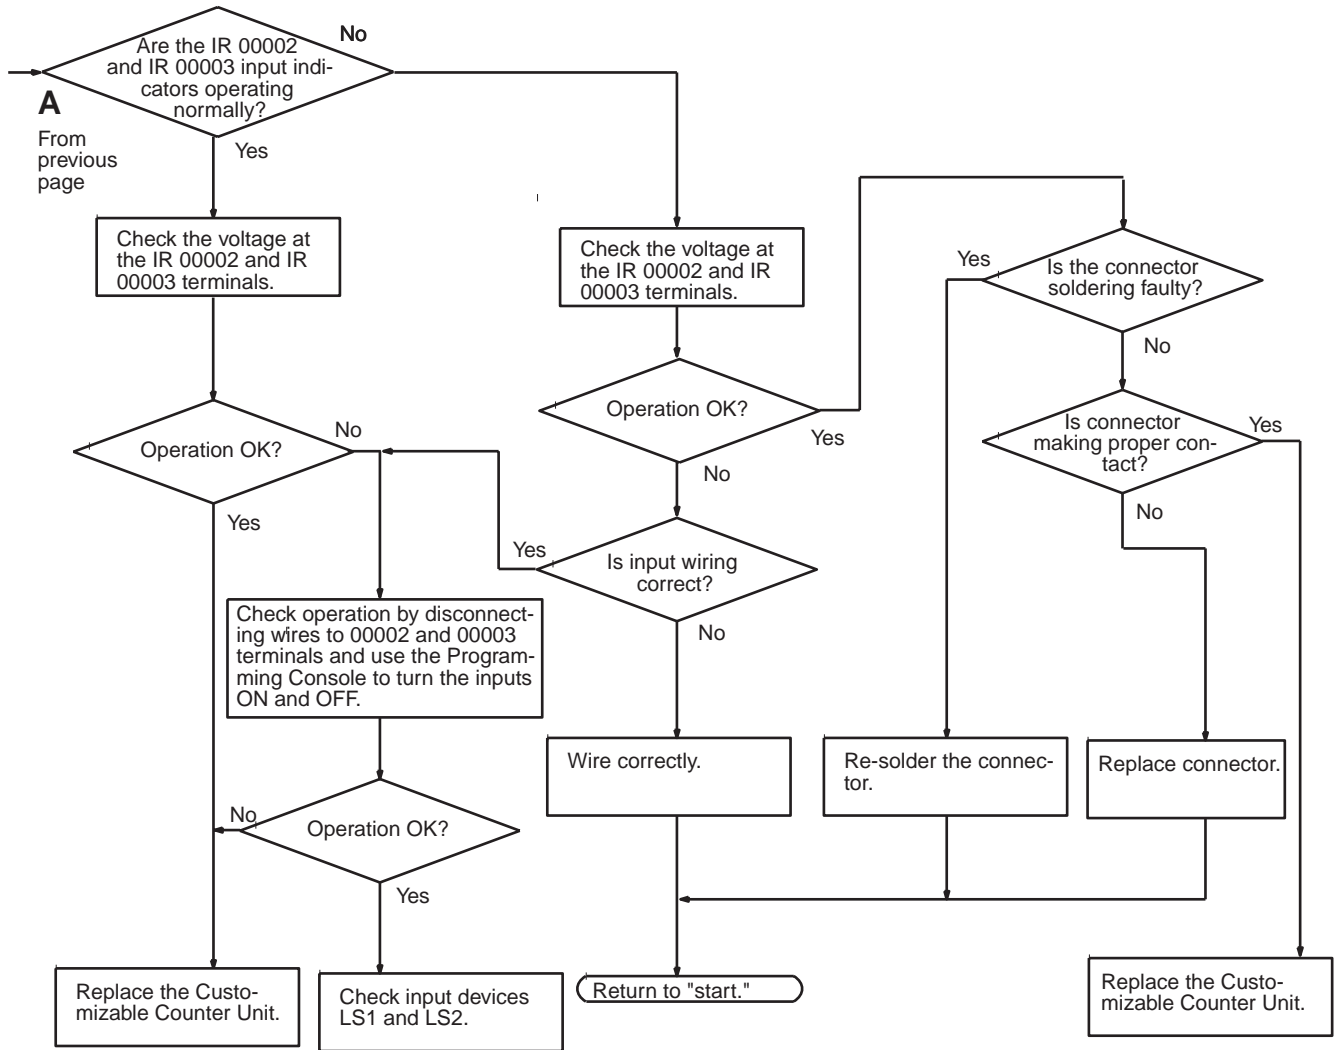 Are the IR 00002
and IR 00003 input indi-
cators operating
normally?
No
A
From
previous
page
Yes
Check the voltage at
the IR 00002 and IR
00003 terminals.
Operation OK?
No
Yes
Check operation by disconnect-
ing wires to 00002 and 00003
terminals and use the Program-
ming Console to turn the inputs
ON and OFF.
Operation OK?
No
Yes
Replace the Custo-
mizable Counter Unit.
Check input devices
LS1 and LS2.
Check the voltage at
the IR 00002 and IR
00003 terminals.
Operation OK?
Yes
No
Is input wiring
correct?
Yes
No
Wire correctly.
Return to "start."
Is the connector
soldering faulty?
Yes
No
Is connector
making proper con-
tact?
Yes
No
Re-solder the connec-
tor.
Replace connector.
Replace the Custo-
mizable Counter Unit.